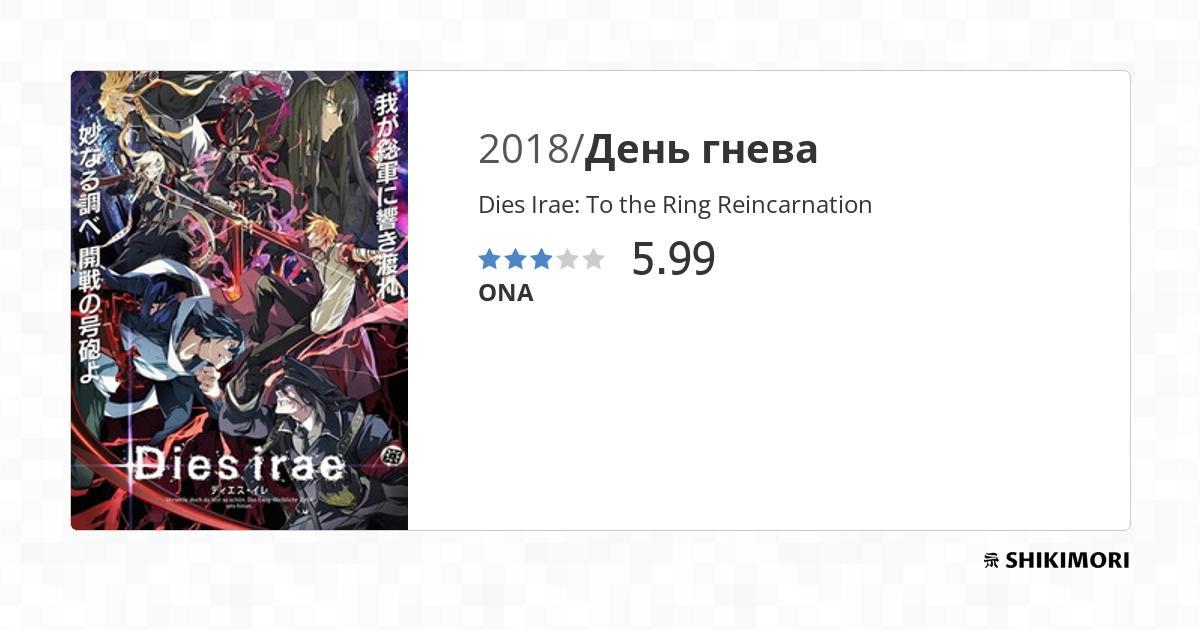 我が総軍に響き渡れ
妙なる調べ 開戦の号砲よ
Dies irae
ディエス・イレ
2018/День гнева
Dies Irae: To the Ring Reincarnation
5.99
ONA
SHIKIMORI